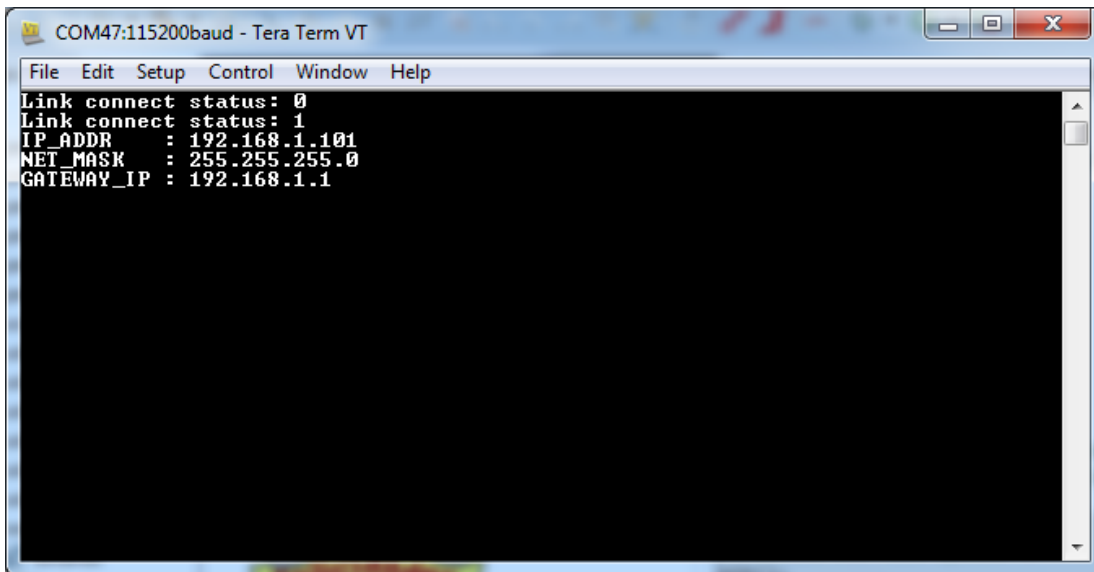 COM47:115200baud - Tera Term VT
File Edit Setup Control Window Help
Link connect status: 0
Link connect status: 1
IP_ADDR    : 192.168.1.101
NET_MASK   : 255.255.255.0
GATEWAY_IP : 192.168.1.1